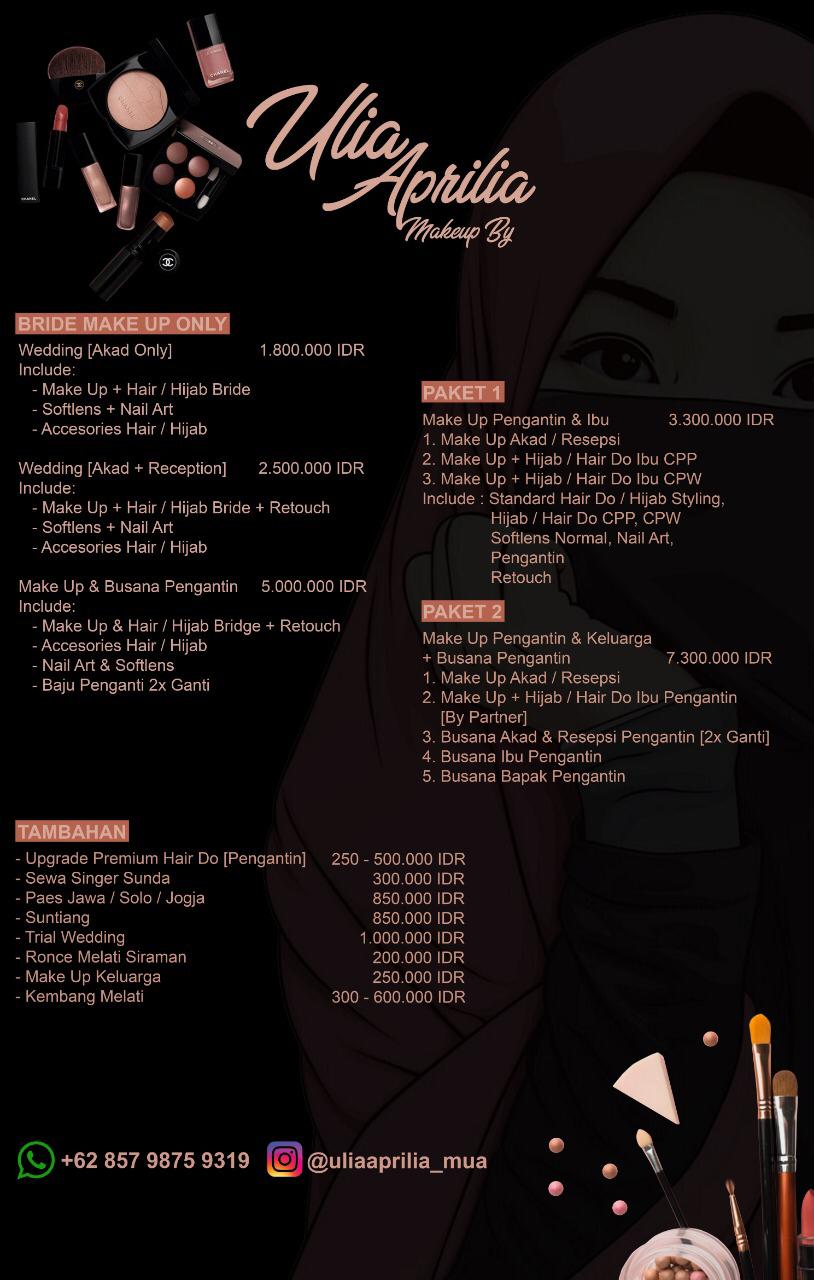 Ulia
Aprilia
Makeup By
BRIDE MAKE UP ONLY
Wedding [Akad Only] 1.800.000 IDR
Include:
- Make Up + Hair / Hijab Bride
- Softlens + Nail Art
- Accesories Hair / Hijab
Wedding [Akad + Reception] 2.500.000 IDR
Include:
- Make Up + Hair / Hijab Bride + Retouch
- Softlens + Nail Art
- Accesories Hair / Hijab
Make Up & Busana Pengantin 5.000.000 IDR
Include:
- Make Up & Hair / Hijab Bridge + Retouch
- Accesories Hair / Hijab
- Nail Art & Softlens
- Baju Penganti 2x Ganti
PAKET 1
Make Up Pengantin & Ibu 3.300.000 IDR
1. Make Up Akad / Resepsi
2. Make Up + Hijab / Hair Do Ibu CPP
3. Make Up + Hijab / Hair Do Ibu CPW
Include : Standard Hair Do / Hijab Styling,
Hijab / Hair Do CPP, CPW
Softlens Normal, Nail Art,
Pengantin
Retouch
PAKET 2
Make Up Pengantin & Keluarga
+ Busana Pengantin 7.300.000 IDR
1. Make Up Akad / Resepsi
2. Make Up + Hijab / Hair Do Ibu Pengantin
[By Partner]
3. Busana Akad & Resepsi Pengantin [2x Ganti]
4. Busana Ibu Pengantin
5. Busana Bapak Pengantin
TAMBAHAN
- Upgrade Premium Hair Do [Pengantin] 250 - 500.000 IDR
- Sewa Singer Sunda 300.000 IDR
- Paes Jawa / Solo / Jogja 850.000 IDR
- Suntiang 850.000 IDR
- Trial Wedding 1.000.000 IDR
- Ronce Melati Siraman 200.000 IDR
- Make Up Keluarga 250.000 IDR
- Kembang Melati 300 - 600.000 IDR
+62 857 9875 9319 @uliaaprilia_mua
CHANEL
CHANEL